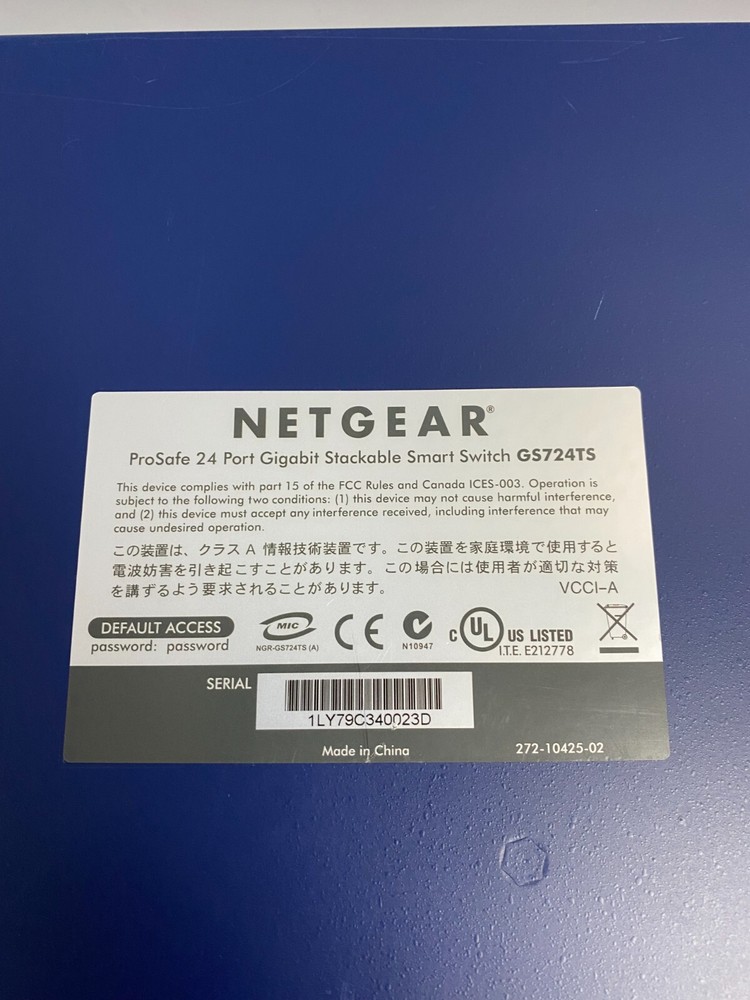 NETGEAR®
ProSafe 24 Port Gigabit Stackable Smart Switch GS724TS
This device complies with part 15 of the FCC Rules and Canada ICES-003. Operation is
subject to the following two conditions: (1) this device may not cause harmful interference,
and (2) this device must accept any interference received, including interference that may
cause undesired operation.
この装置は、クラス A 情報技術装置です。この装置を家庭環境で使用すると
電波妨害を引き起こすことがあります。この場合には使用者が適切な対策
を講ずるよう要求されることがあります。 VCCI-A
DEFAULT ACCESS
password: password
MIC
NGR-GS724TS (A)
CE
N10947
C UL US LISTED
I.T.E. E212778
SERIAL
1LY79C340023D
Made in China 272-10425-02